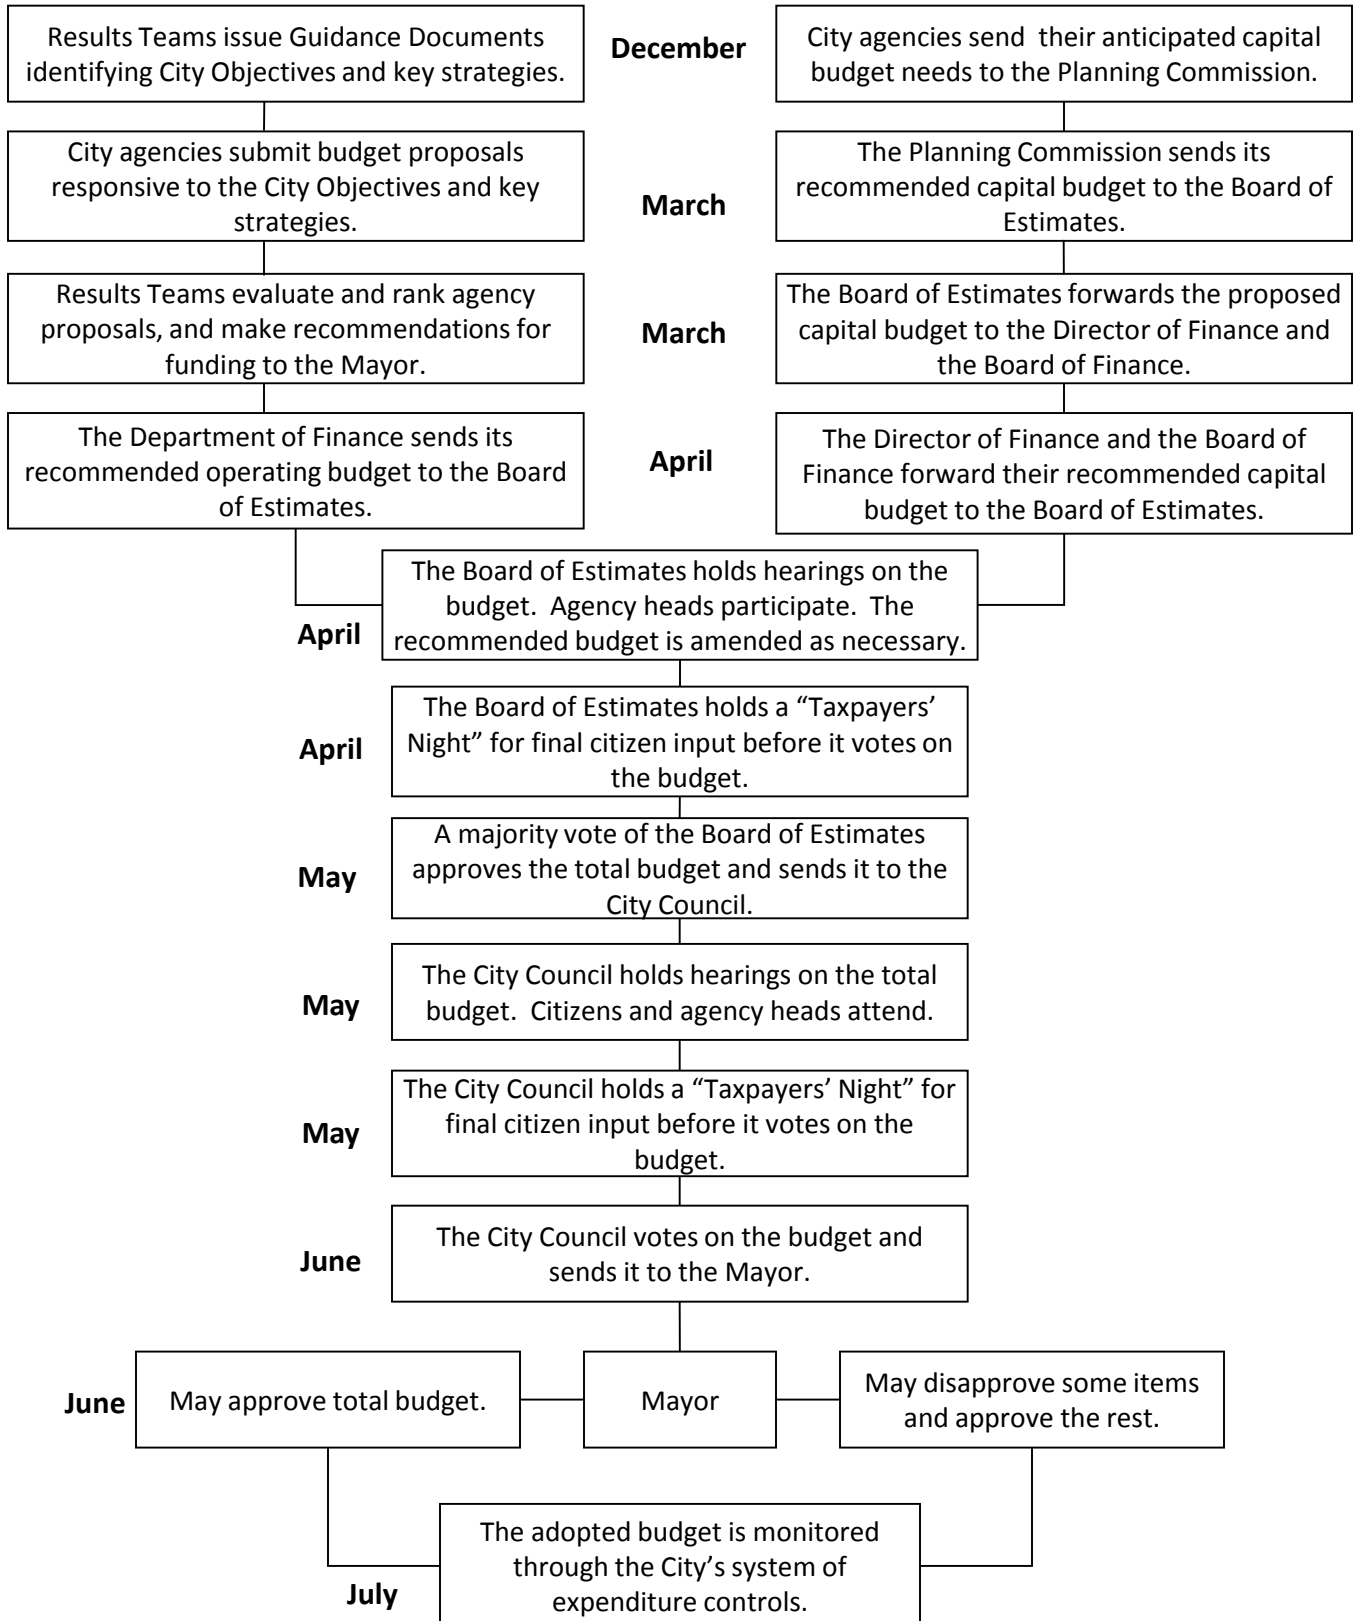 Results Teams issue Guidance Documents
identifying City Objectives and key strategies.
December
City agencies send  their anticipated capital
budget needs to the Planning Commission.
City agencies submit budget proposals
responsive to the City Objectives and key
strategies.
March
The Planning Commission sends its
recommended capital budget to the Board of
Estimates.
Results Teams evaluate and rank agency
proposals, and make recommendations for
funding to the Mayor.
March
The Board of Estimates forwards the proposed
capital budget to the Director of Finance and
the Board of Finance.
The Department of Finance sends its
recommended operating budget to the Board
of Estimates.
April
The Director of Finance and the Board of
Finance forward their recommended capital
budget to the Board of Estimates.
The Board of Estimates holds hearings on the
budget.  Agency heads participate.  The
recommended budget is amended as necessary.
April
The Board of Estimates holds a “Taxpayers’
Night” for final citizen input before it votes on
the budget.
April
A majority vote of the Board of Estimates
approves the total budget and sends it to the
City Council.
May
The City Council holds hearings on the total
budget.  Citizens and agency heads attend.
May
The City Council holds a “Taxpayers’ Night” for
final citizen input before it votes on the
budget.
May
The City Council votes on the budget and
sends it to the Mayor.
June
June
May approve total budget.
Mayor
May disapprove some items
and approve the rest.
The adopted budget is monitored
through the City’s system of
expenditure controls.
July